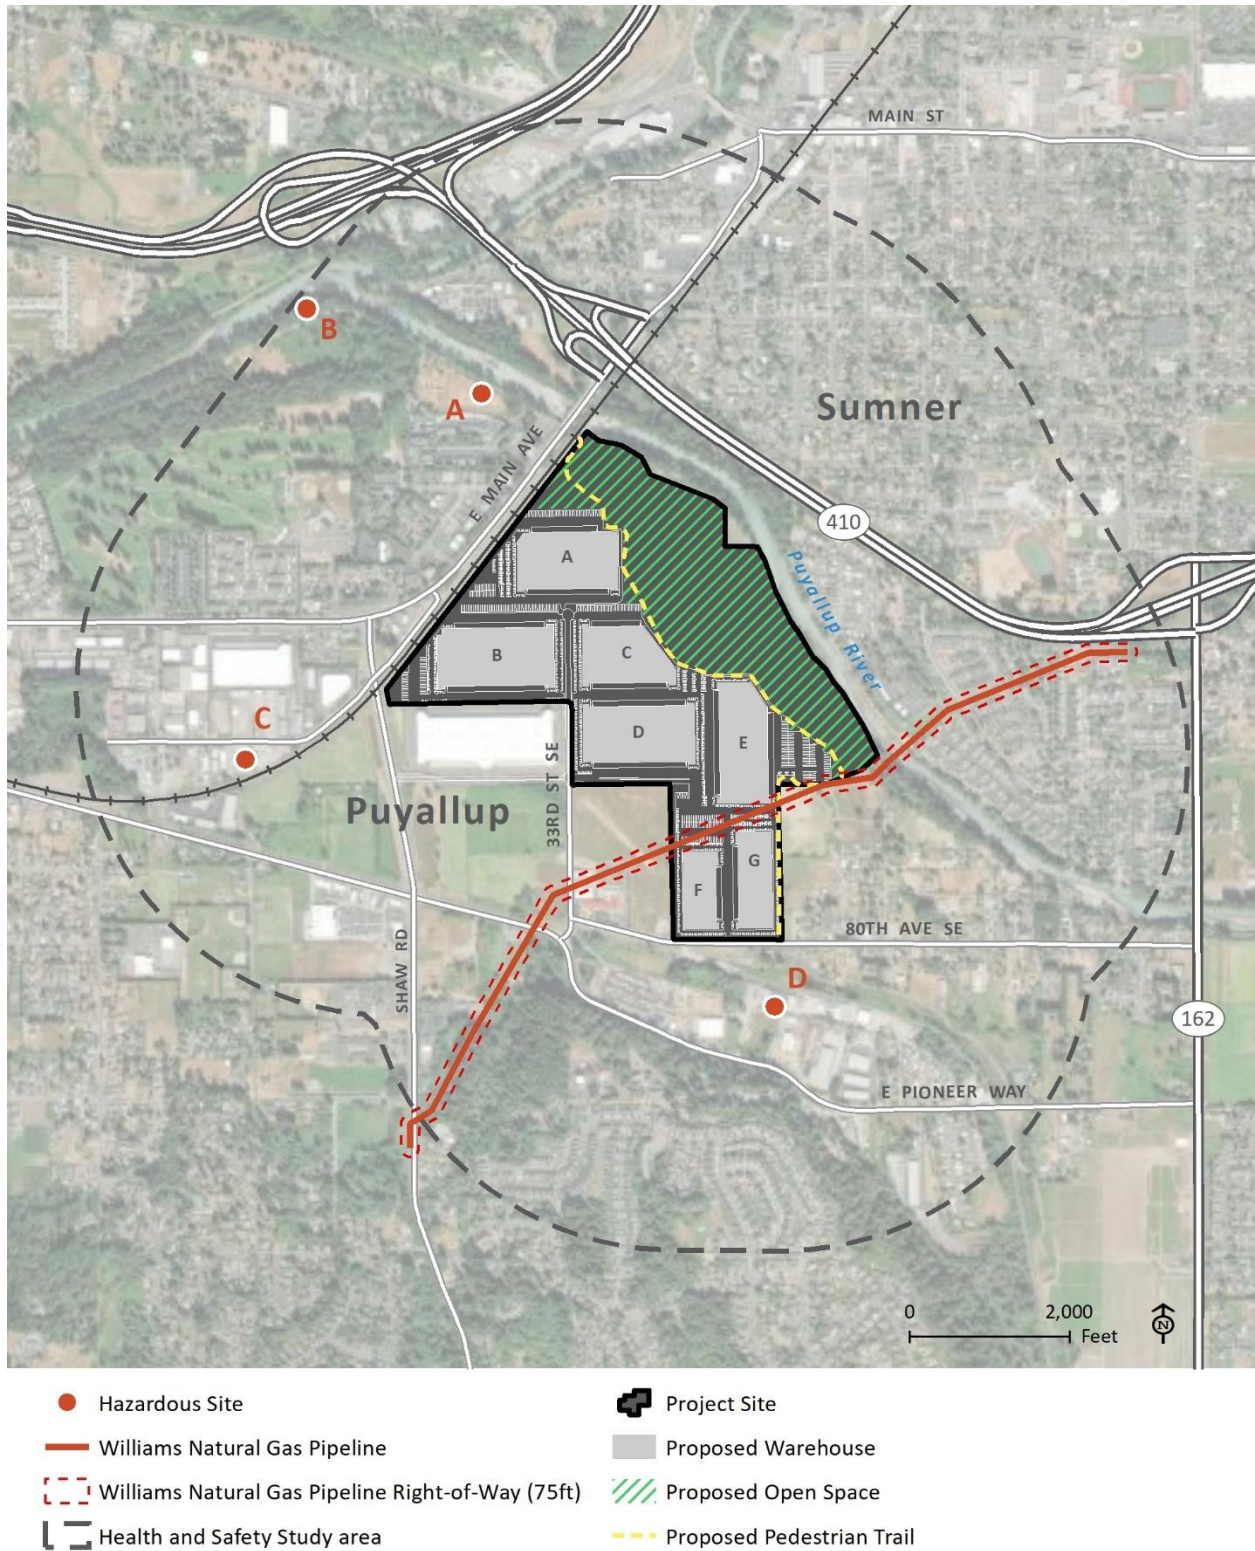 MAIN ST
B
A
Sumner
E MAIN AVE
410
A
Puyallup River
B
C
C
D
E
33RD ST SE
Puyallup
F
G
80TH AVE SE
SHAW RD
D
162
E PIONEER WAY
0 2,000
Feet
N
Hazardous Site
Williams Natural Gas Pipeline
Williams Natural Gas Pipeline Right-of-Way (75ft)
Health and Safety Study area
Project Site
Proposed Warehouse
Proposed Open Space
Proposed Pedestrian Trail